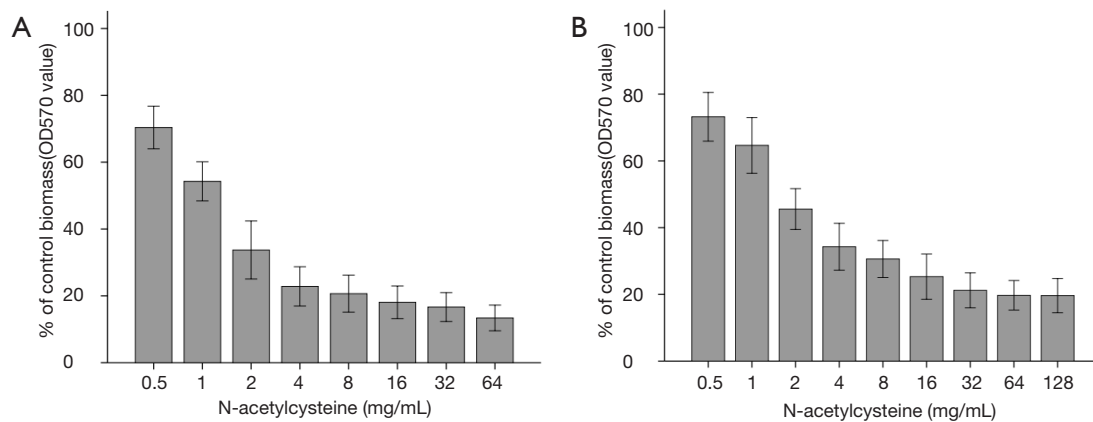 A
% of control biomass(OD570 value)
100
80
60
40
20
0
0.5 1 2 4 8 16 32 64
N-acetylcysteine (mg/mL)
B
% of control biomass(OD570 value)
100
80
60
40
20
0
0.5 1 2 4 8 16 32 64 128
N-acetylcysteine (mg/mL)